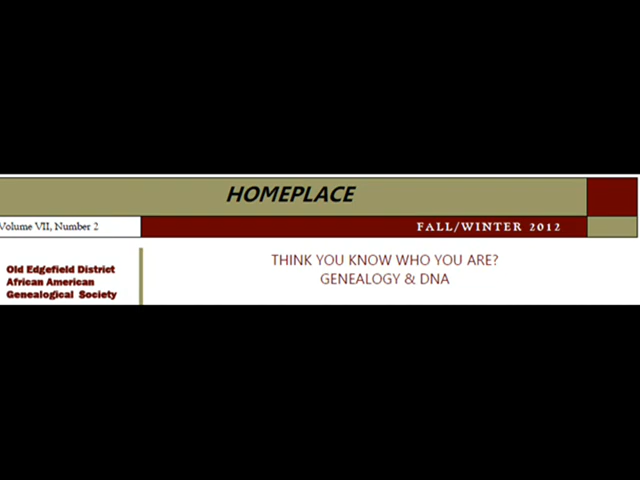 HOMEPLACE
Volume VII, Number 2
FALL/WINTER 2012
Old Edgefield District
African American
Genealogical Society
THINK YOU KNOW WHO YOU ARE?
GENEALOGY & DNA